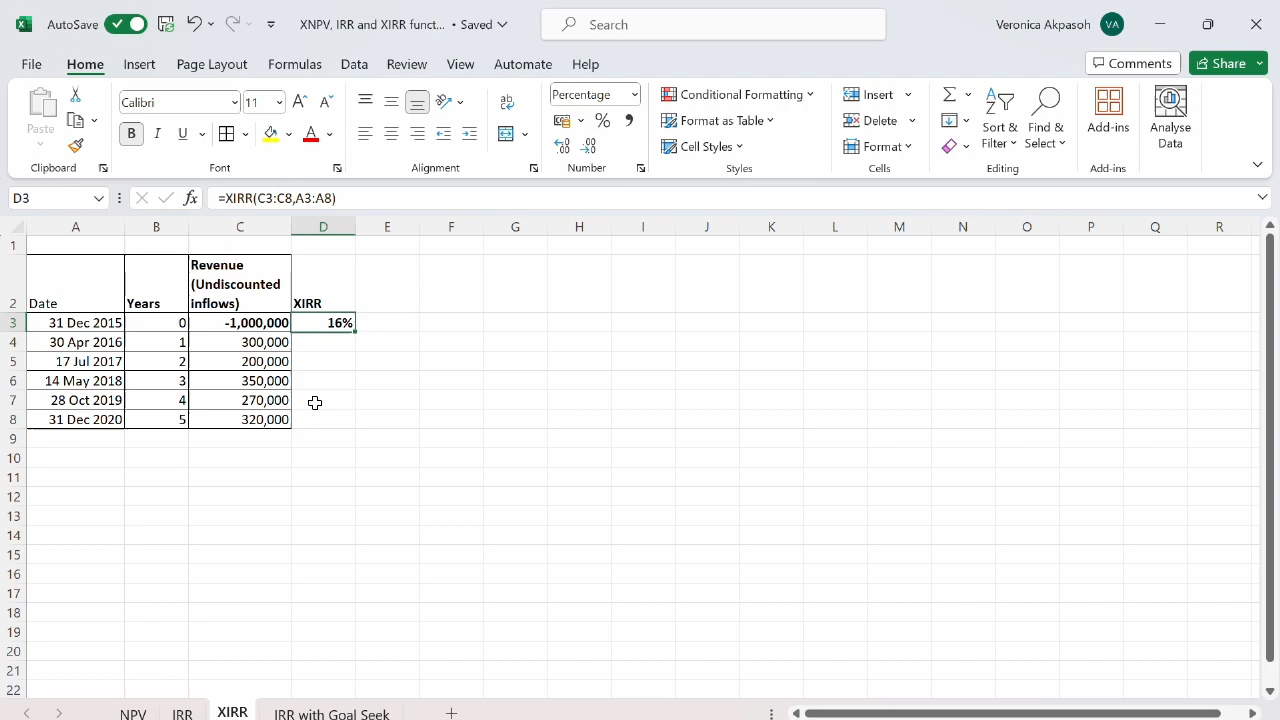 AutoSave XNPV, IRR and XIRR funct... • Saved Search Veronica Akpasoh VA
File Home Insert Page Layout Formulas Data Review View Automate Help Comments Share
Paste
Clipboard
Calibri 11
B I U A
Font
Alignment
Percentage
%
Number
Conditional Formatting
Format as Table
Cell Styles
Styles
Insert
Delete
Format
Cells
Sort & Filter
Find & Select
Editing
Add-ins
Add-ins
Analyse Data
D3 fx =XIRR(C3:C8,A3:A8)
A B C D E F G H I J K L M N O P Q R
1
2 Date Years Revenue (Undiscounted inflows) XIRR
3 31 Dec 2015 0 -1,000,000 16%
4 30 Apr 2016 1 300,000
5 17 Jul 2017 2 200,000
6 14 May 2018 3 350,000
7 28 Oct 2019 4 270,000
8 31 Dec 2020 5 320,000
9
10
11
12
13
14
15
16
17
18
19
20
21
22
NPV IRR XIRR IRR with Goal Seek